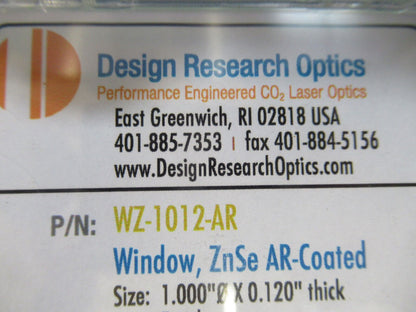 Design Research Optics
Performance Engineered CO₂ Laser Optics
East Greenwich, RI 02818 USA
401-885-7353 | fax 401-884-5156
www.DesignResearchOptics.com
P/N: WZ-1012-AR
Window, ZnSe AR-Coated
Size: 1.000"Ø X 0.120" thick